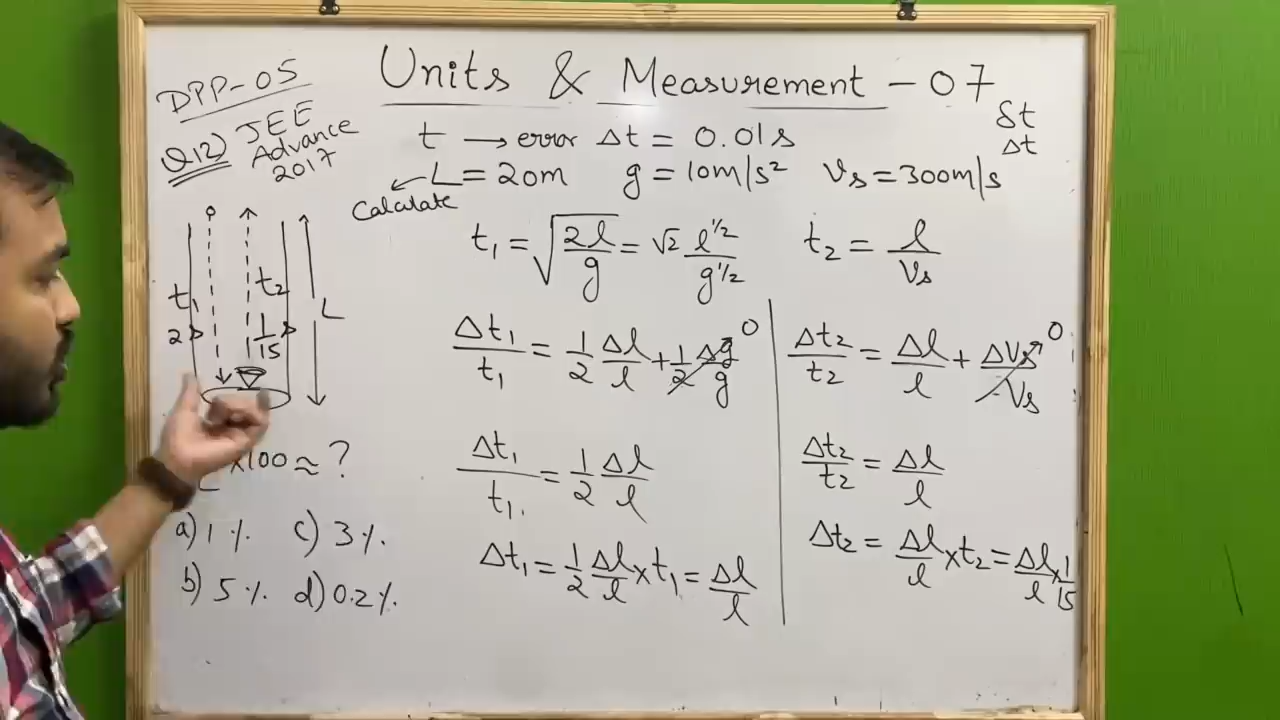 DPP-05
Units & Measurement - 07
Q12) JEE Advance 2017
t → error Δt = 0.01s
δt
Δt
L = 20m g = 10m/s² Vs = 300m/s
Calculate
t₁ = √(2l/g) = √2 l^1/2 / g^1/2
t₂ = l/Vs
t₁
2
t₂
1/15
L
Δt₁/t₁ = 1/2 Δl/l + 1/2 Δg/g 0
Δt₂/t₂ = Δl/l + ΔVs/Vs 0
L ×100 ≈ ?
Δt₁/t₁ = 1/2 Δl/l
Δt₂/t₂ = Δl/l
a) 1%. c) 3%.
b) 5%. d) 0.2%.
Δt₁ = 1/2 Δl/l × t₁ = Δl/l
Δt₂ = Δl/l × t₂ = Δl/l × 1/15